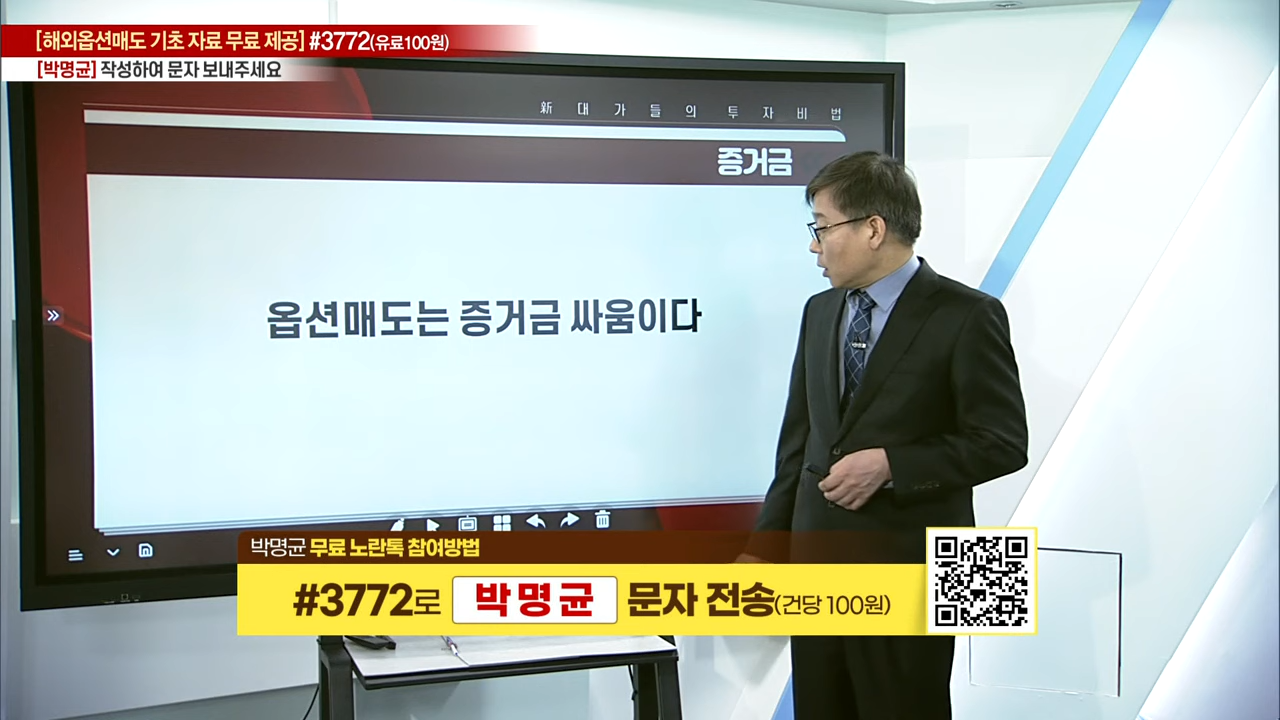 [해외옵션매도 기초 자료 무료 제공] #3772(유료100원)
[박명균] 작성하여 문자 보내주세요
新 대가들의 투자비법
증거금
옵션매도는 증거금 싸움이다
박명균 무료 노란톡 참여방법
#3772로 박명균 문자 전송(건당 100원)